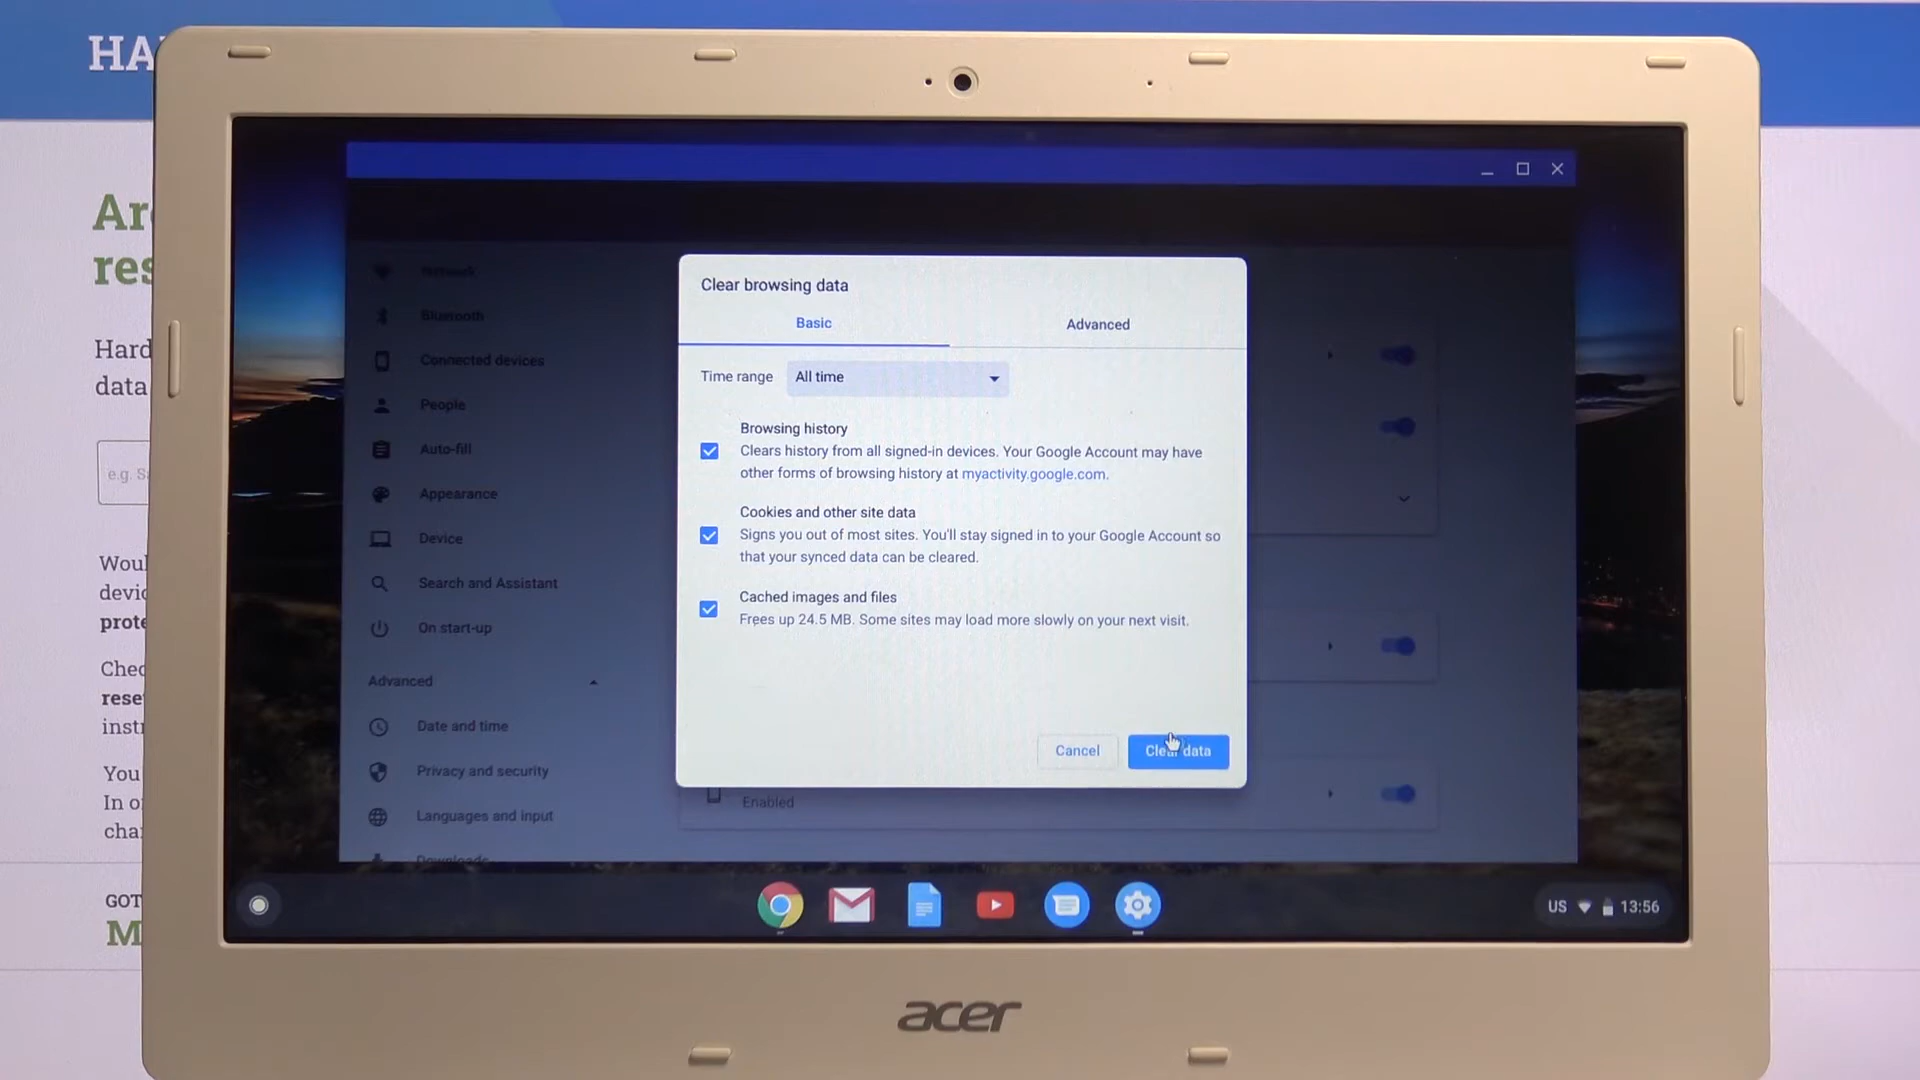 HA
Ar
res
Hard
data
e.g. S
Wou
devic
prote
Chec
rese
inst
You
In o
cha
GOT
M
Network
Bluetooth
Connected devices
People
Auto-fill
Appearance
Device
Search and Assistant
On start-up
Advanced
Date and time
Privacy and security
Languages and input
Downloads
Clear browsing data
Basic
Advanced
Time range
All time
Browsing history
Clears history from all signed-in devices. Your Google Account may have
other forms of browsing history at myactivity.google.com.
Cookies and other site data
Signs you out of most sites. You'll stay signed in to your Google Account so
that your synced data can be cleared.
Cached images and files
Frees up 24.5 MB. Some sites may load more slowly on your next visit.
Cancel
Clear data
Enabled
US
13:56
acer